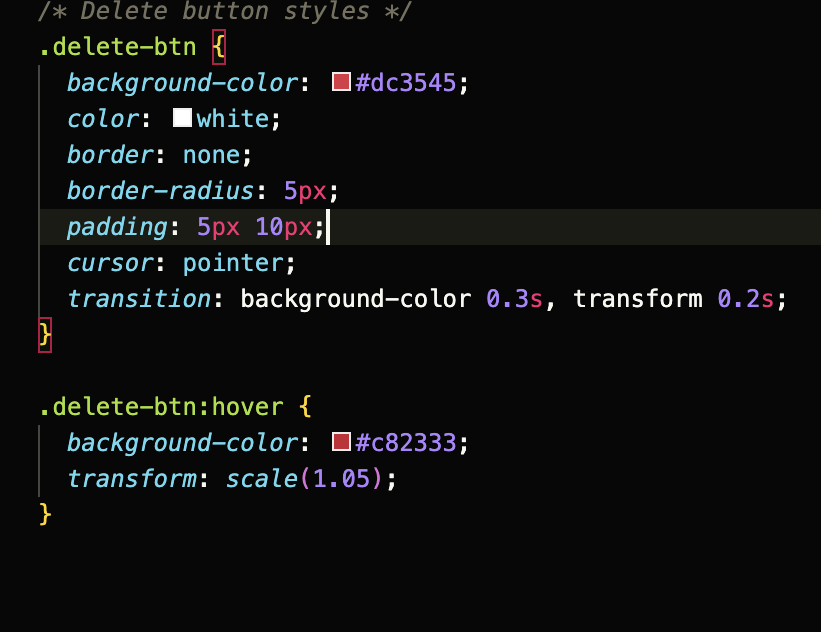 /* Delete button styles */
.delete-btn {
  background-color: #dc3545;
  color: white;
  border: none;
  border-radius: 5px;
  padding: 5px 10px;
  cursor: pointer;
  transition: background-color 0.3s, transform 0.2s;
}
.delete-btn:hover {
  background-color: #c82333;
  transform: scale(1.05);
}